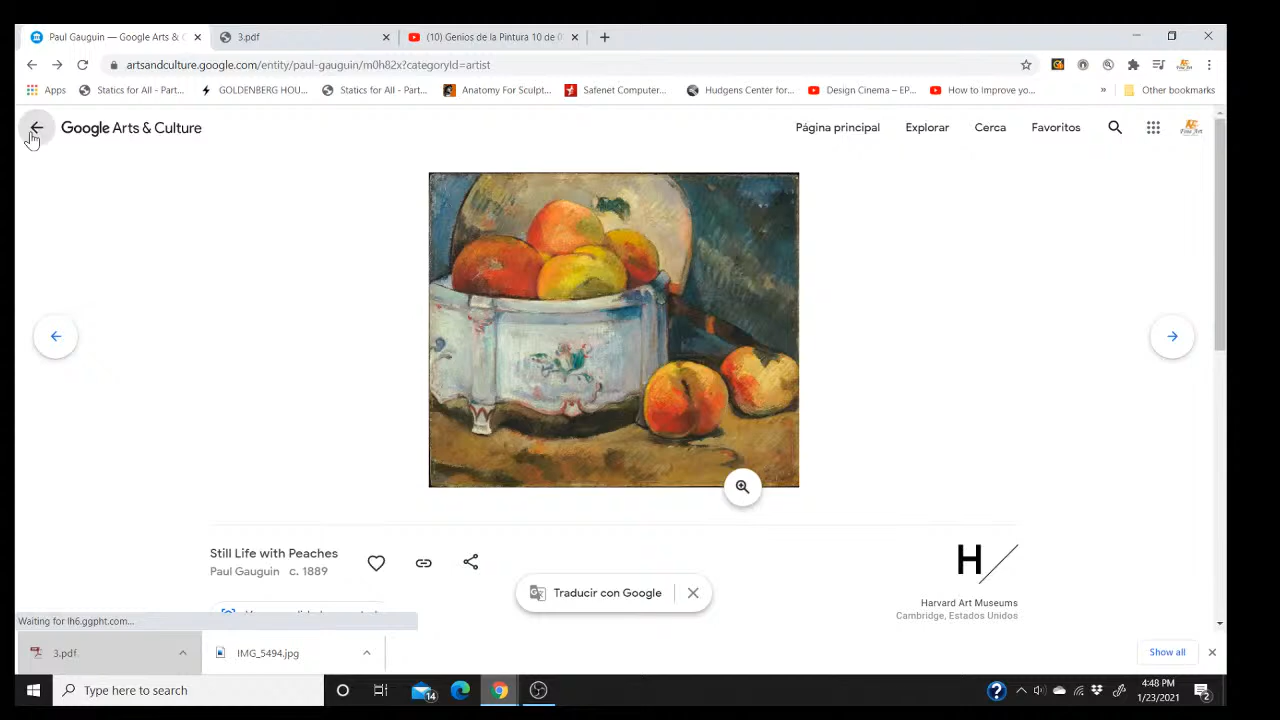 Paul Gauguin — Google Arts & C
3.pdf
(10) Genios de la Pintura 10 de 0
artsandculture.google.com/entity/paul-gauguin/m0h82x?categoryId=artist
Apps
Statics for All - Part...
GOLDENBERG HOU...
Statics for All - Part...
Anatomy For Sculpt...
Safenet Computer...
Hudgens Center for...
Design Cinema – EP...
How to Improve yo...
»
Other bookmarks
Google Arts & Culture
Página principal
Explorar
Cerca
Favoritos
Still Life with Peaches
Paul Gauguin c. 1889
Traducir con Google
H
Harvard Art Museums
Cambridge, Estados Unidos
Waiting for lh6.ggpht.com...
3.pdf
IMG_5494.jpg
Show all
Type here to search
14
4:48 PM
1/23/2021
2